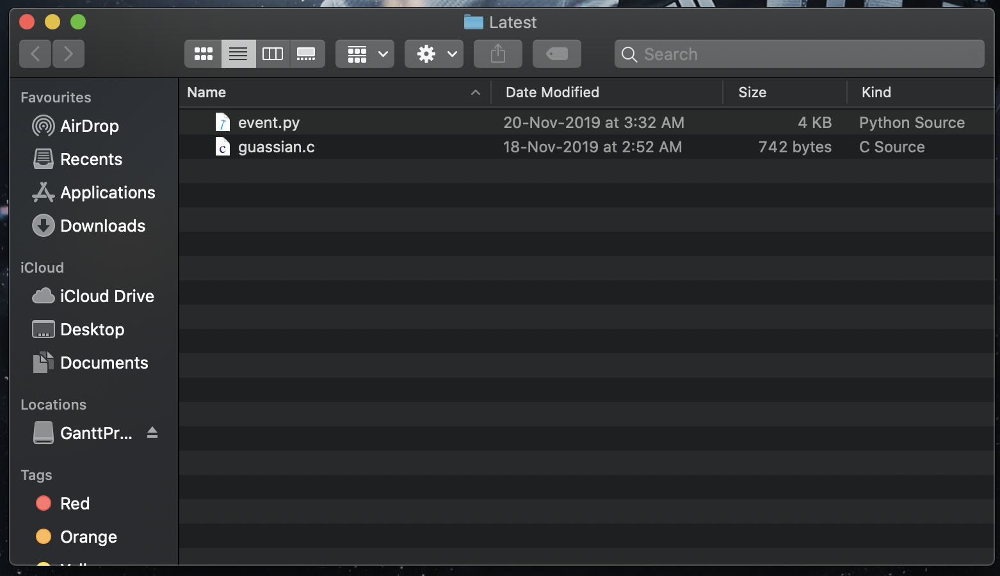 Latest
Search
Favourites
AirDrop
Recents
Applications
Downloads
iCloud
iCloud Drive
Desktop
Documents
Locations
GanttPr...
Tags
Red
Orange
Name Date Modified Size Kind
event.py 20-Nov-2019 at 3:32 AM 4 KB Python Source
guassian.c 18-Nov-2019 at 2:52 AM 742 bytes C Source